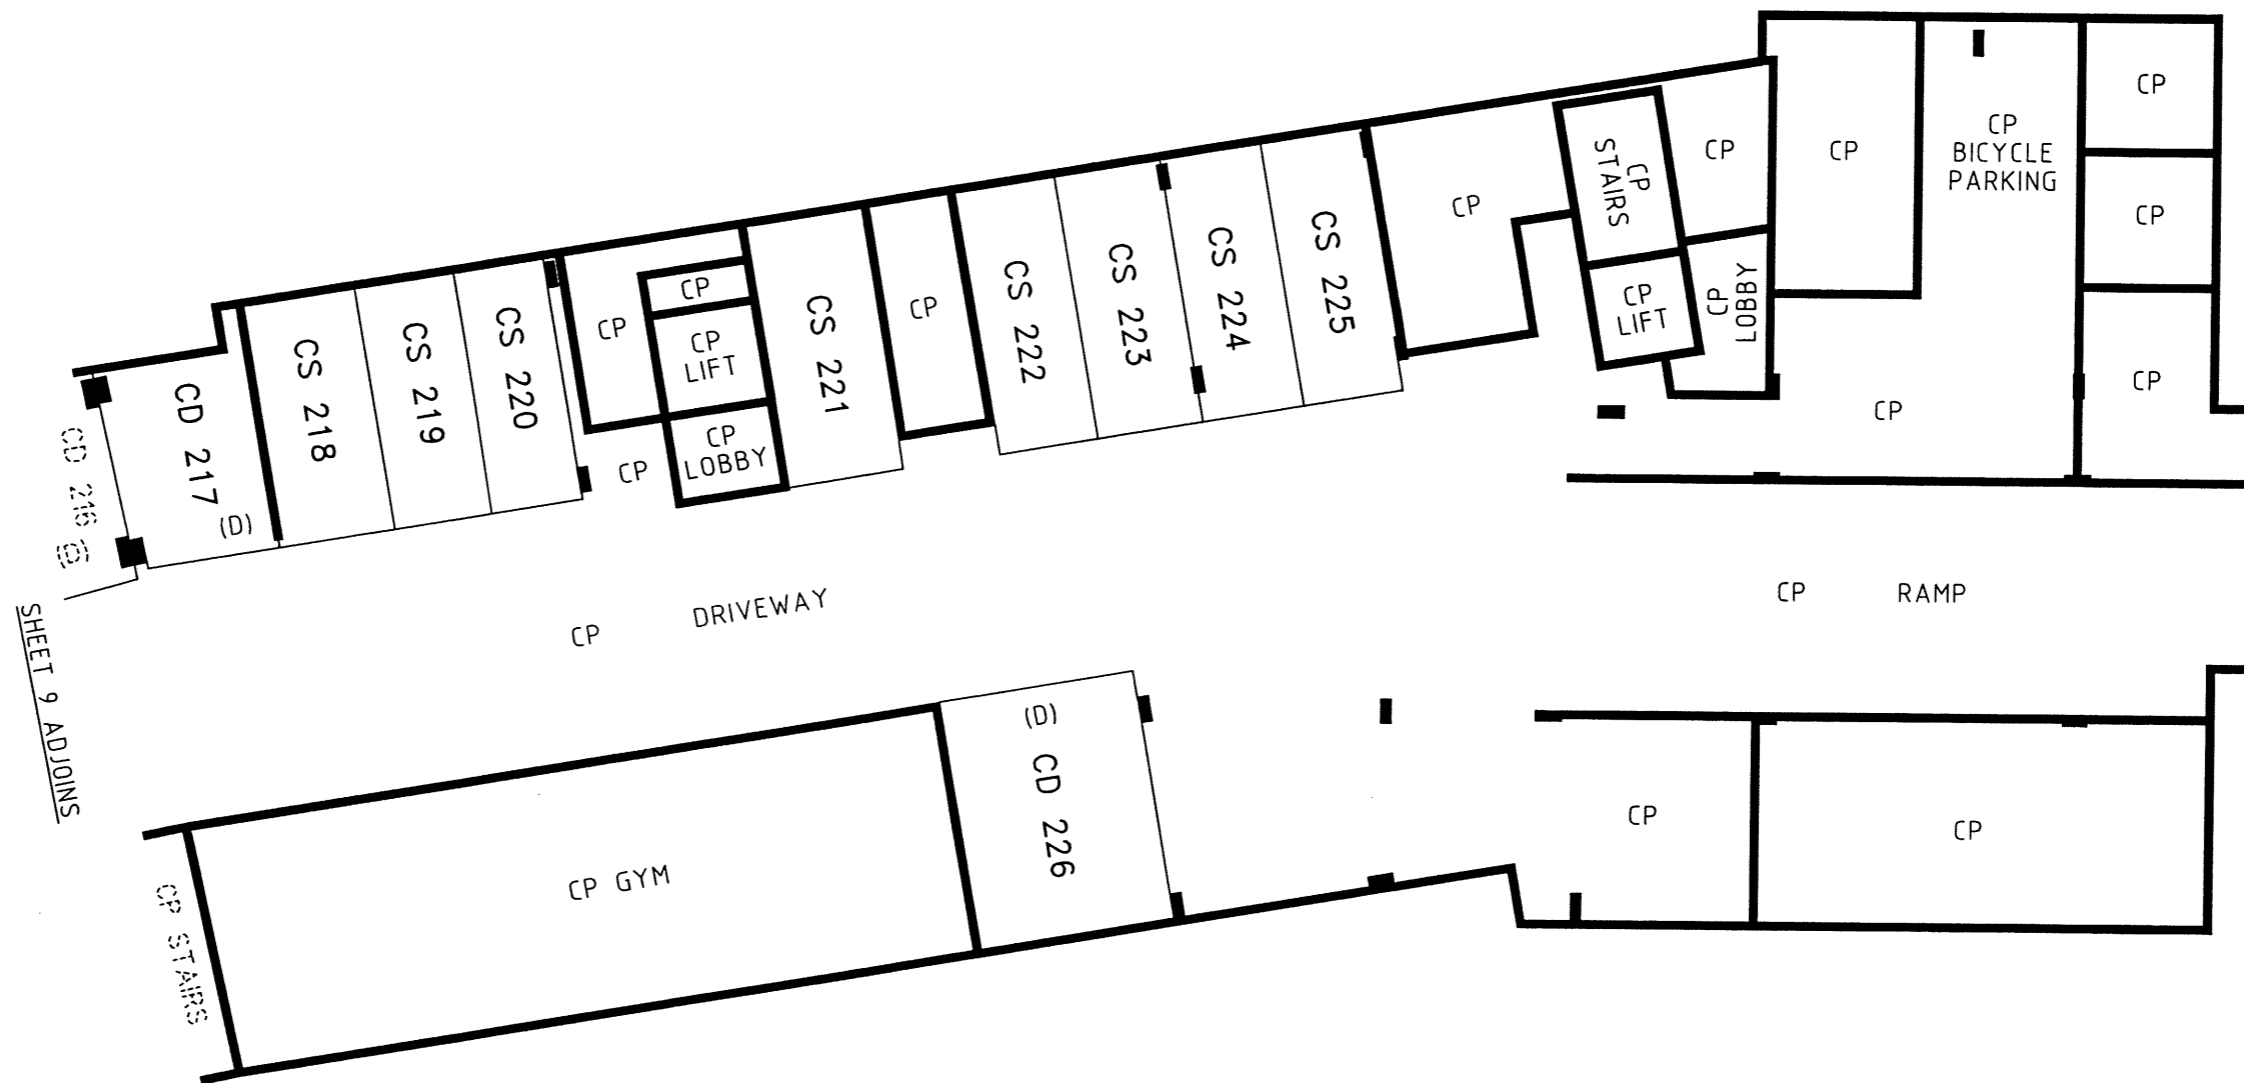 CP
CP
CP
BICYCLE
PARKING
CP
STAIRS
CP
CP
CP
CP
CP
LIFT
CP
LOBBY
CP
CP
CS 225
CS 224
CS 223
CS 222
CP
CS 221
CP
CP
LIFT
CP
LOBBY
CP
CP
CS 220
CS 219
CS 218
CD 217
(D)
CD 216 (D)
SHEET 9 ADJOINS
CP DRIVEWAY
CP RAMP
(D)
CD 226
CP GYM
CP STAIRS
CP
CP